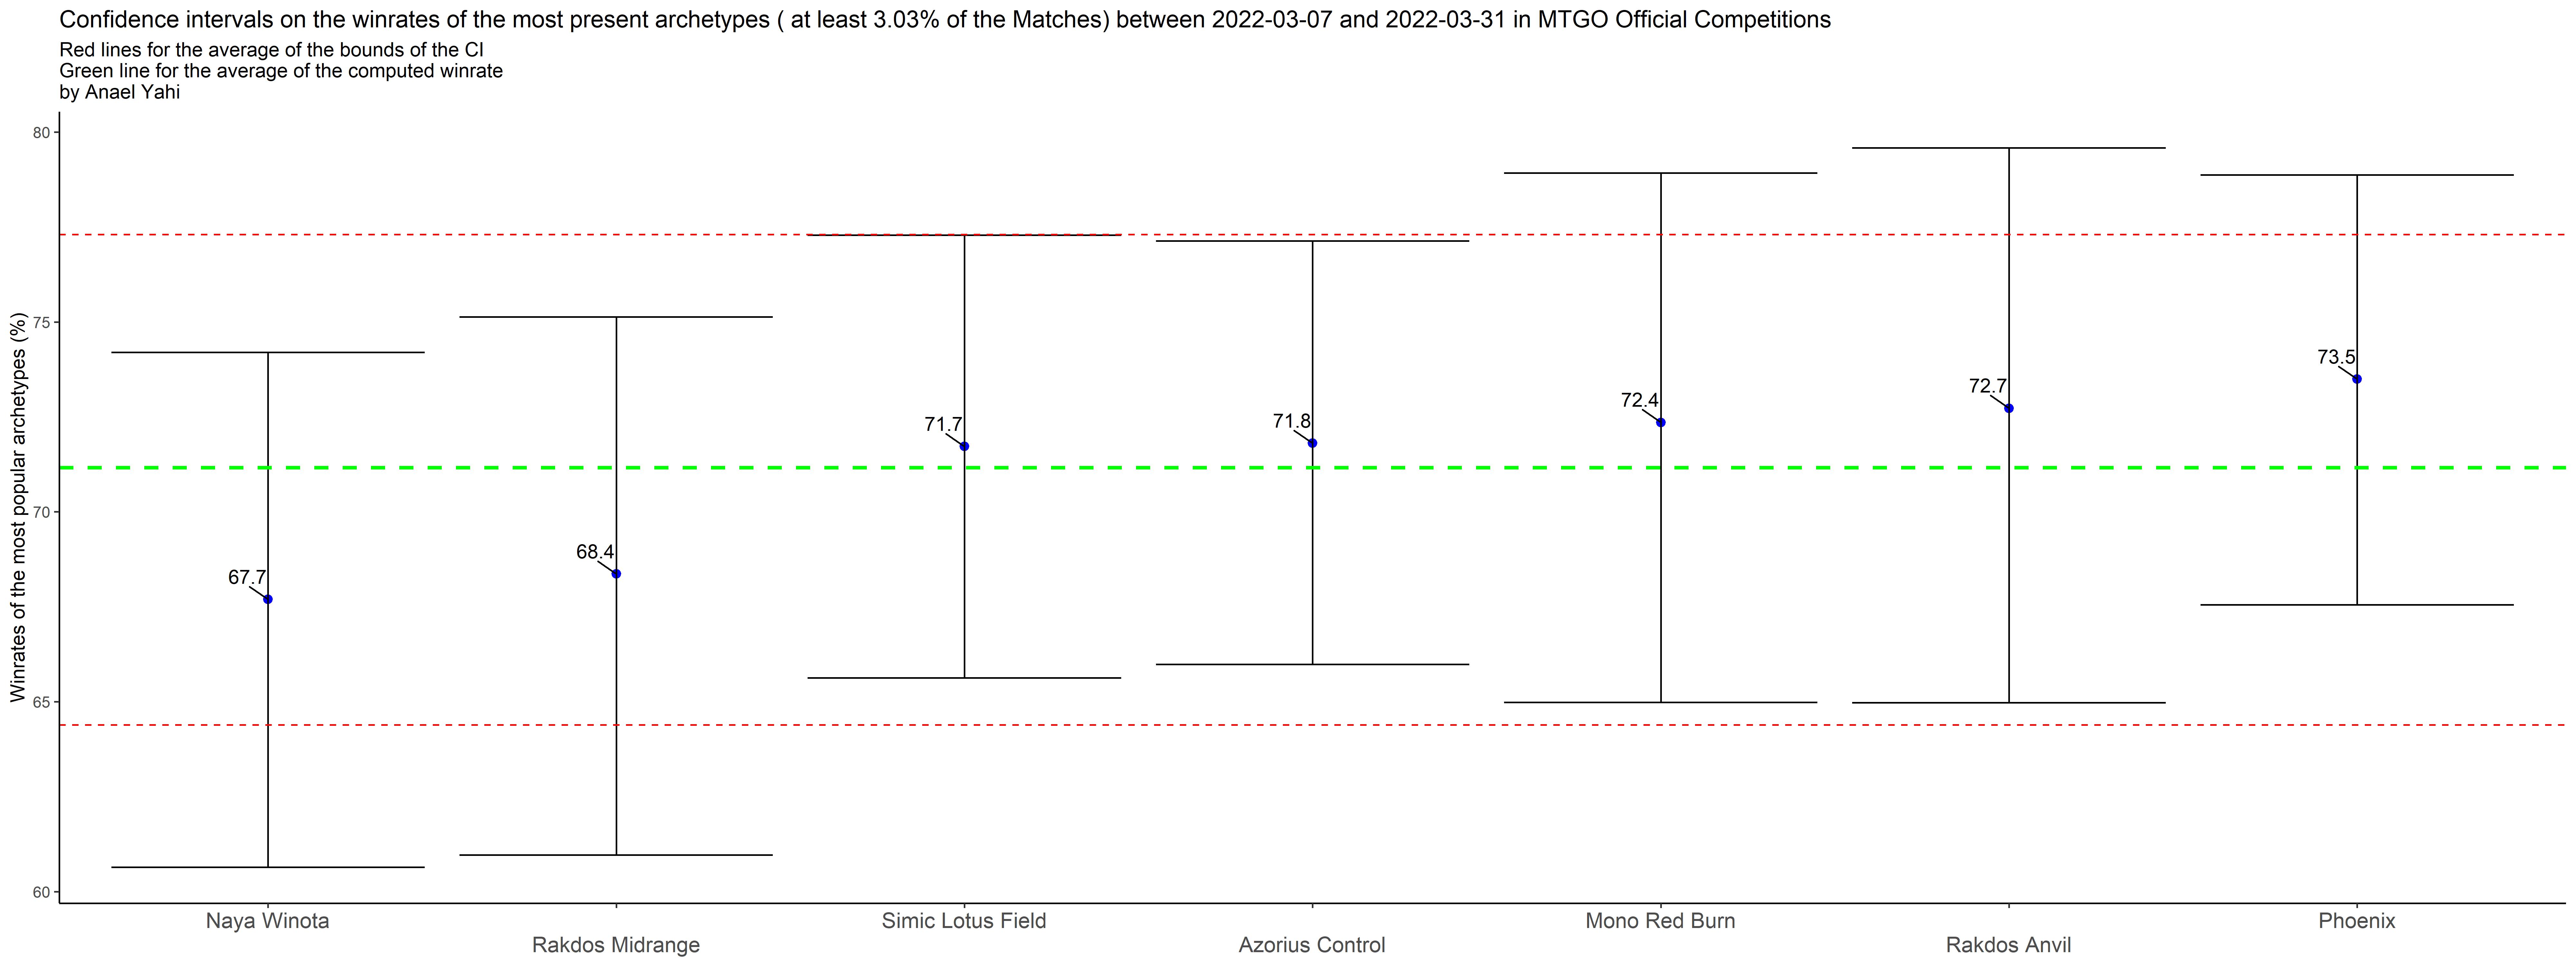 Confidence intervals on the winrates of the most present archetypes ( at least 3.03% of the Matches) between 2022-03-07 and 2022-03-31 in MTGO Official Competitions
Red lines for the average of the bounds of the CI
Green line for the average of the computed winrate
by Anael Yahi
Winrates of the most popular archetypes (%)
80
75
70
65
60
67.7
68.4
71.7
71.8
72.4
72.7
73.5
Naya Winota
Rakdos Midrange
Simic Lotus Field
Azorius Control
Mono Red Burn
Rakdos Anvil
Phoenix